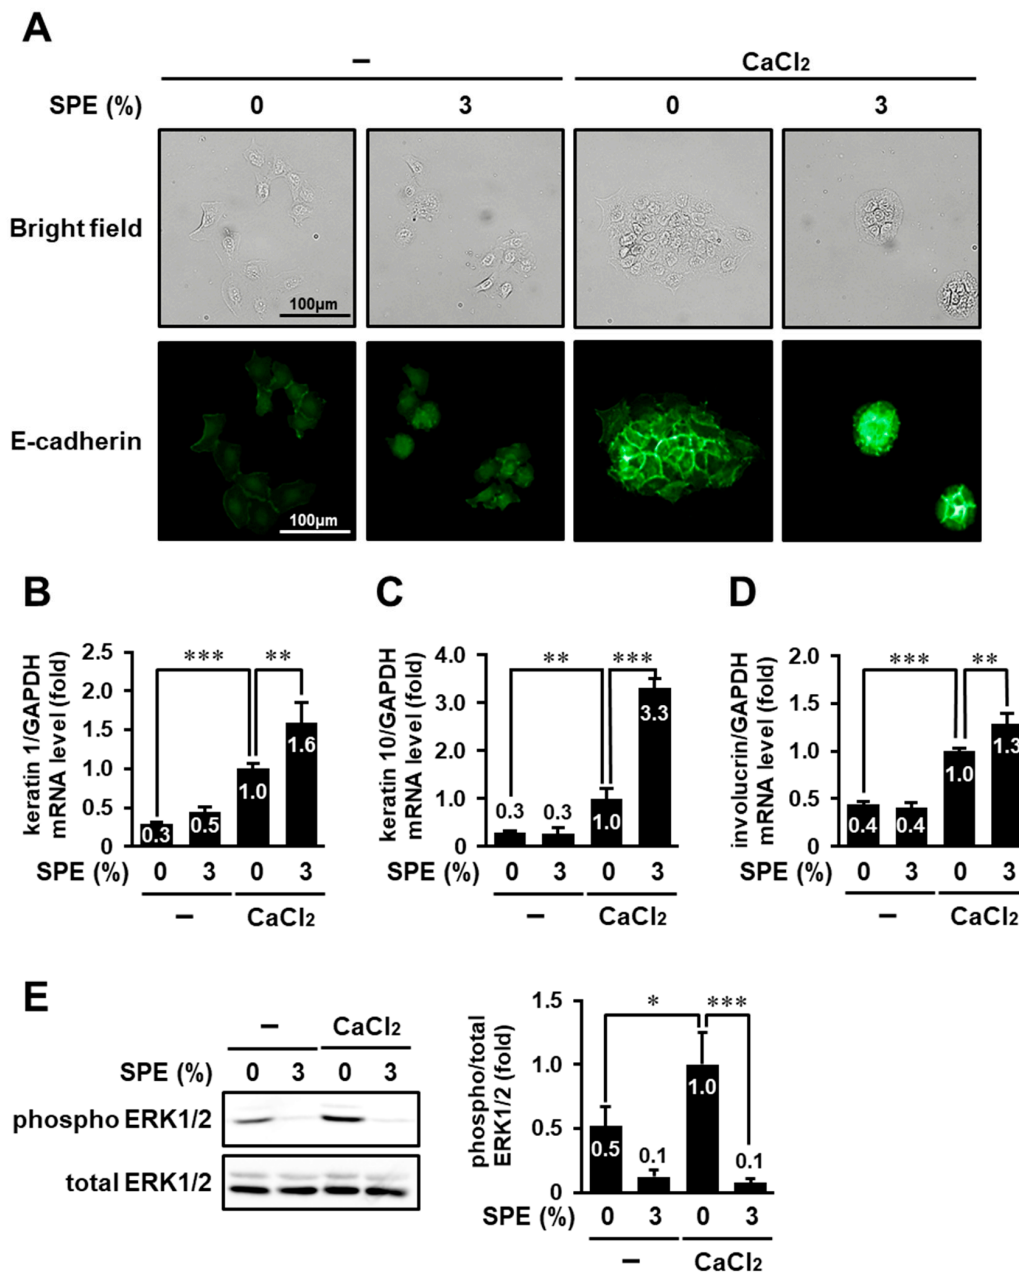 A
– CaCl2
SPE (%) 0 3 0 3
Bright field
100μm
E-cadherin
100μm
B
keratin 1/GAPDH
mRNA level (fold)
2.5
2.0
1.5
1.0
0.5
0
*** **
0.3 0.5 1.0 1.6
SPE (%) 0 3 0 3
– CaCl2
C
keratin 10/GAPDH
mRNA level (fold)
4.0
3.0
2.0
1.0
0
** ***
0.3 0.3 1.0 3.3
SPE (%) 0 3 0 3
– CaCl2
D
involucrin/GAPDH
mRNA level (fold)
2.0
1.5
1.0
0.5
0
*** **
0.4 0.4 1.0 1.3
SPE (%) 0 3 0 3
– CaCl2
E
– CaCl2
SPE (%) 0 3 0 3
phospho ERK1/2
total ERK1/2
phospho/total
ERK1/2 (fold)
1.5
1.0
0.5
0
* ***
0.5 0.1 1.0 0.1
SPE (%) 0 3 0 3
– CaCl2